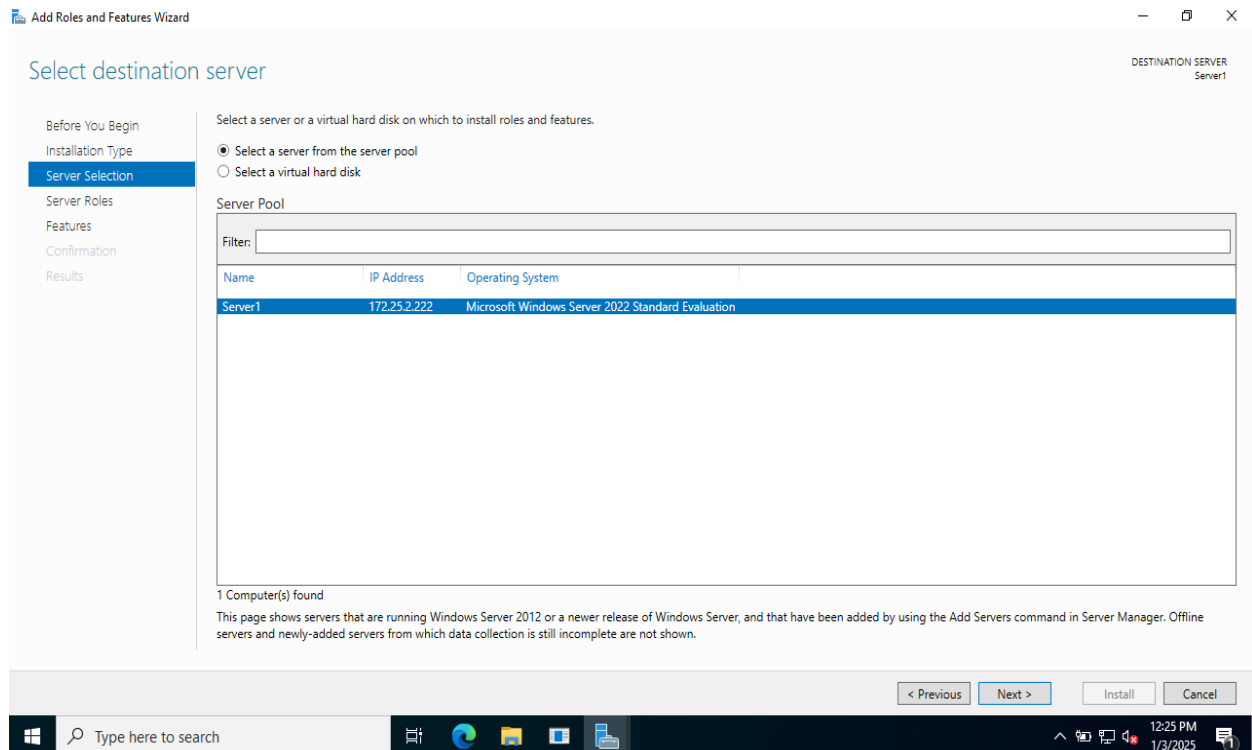 Add Roles and Features Wizard
Select destination server
DESTINATION SERVER
Server1
Before You Begin
Installation Type
Server Selection
Server Roles
Features
Confirmation
Results
Select a server or a virtual hard disk on which to install roles and features.
Select a server from the server pool
Select a virtual hard disk
Server Pool
Filter:
Name IP Address Operating System
Server1 172.25.2.222 Microsoft Windows Server 2022 Standard Evaluation
1 Computer(s) found
This page shows servers that are running Windows Server 2012 or a newer release of Windows Server, and that have been added by using the Add Servers command in Server Manager. Offline
servers and newly-added servers from which data collection is still incomplete are not shown.
< Previous Next > Install Cancel
Type here to search
12:25 PM
1/3/2025
1